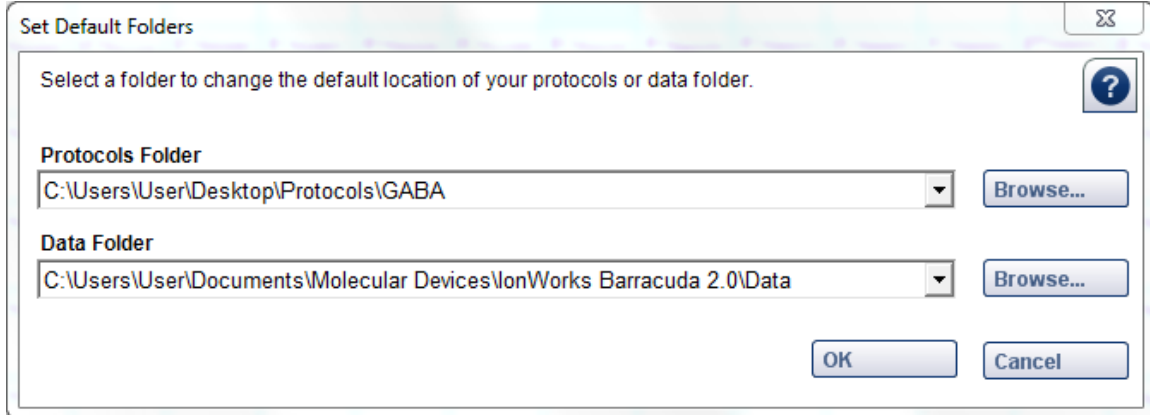 Set Default Folders
Select a folder to change the default location of your protocols or data folder.
?
Protocols Folder
C:\Users\User\Desktop\Protocols\GABA
Browse...
Data Folder
C:\Users\User\Documents\Molecular Devices\IonWorks Barracuda 2.0\Data
Browse...
OK
Cancel